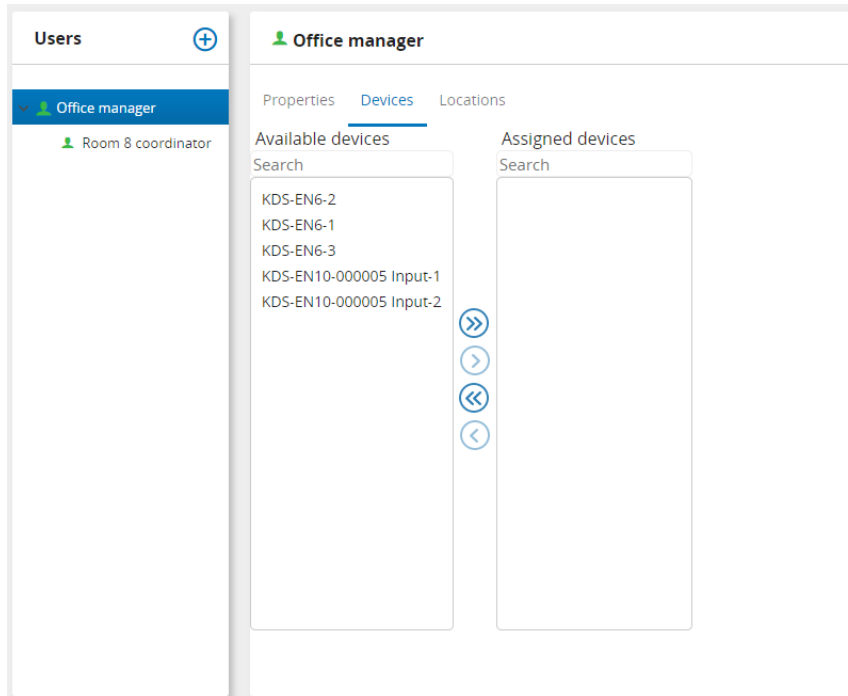 Users
Office manager
Room 8 coordinator
Office manager
Properties Devices Locations
Available devices
Search
KDS-EN6-2
KDS-EN6-1
KDS-EN6-3
KDS-EN10-000005 Input-1
KDS-EN10-000005 Input-2
Assigned devices
Search